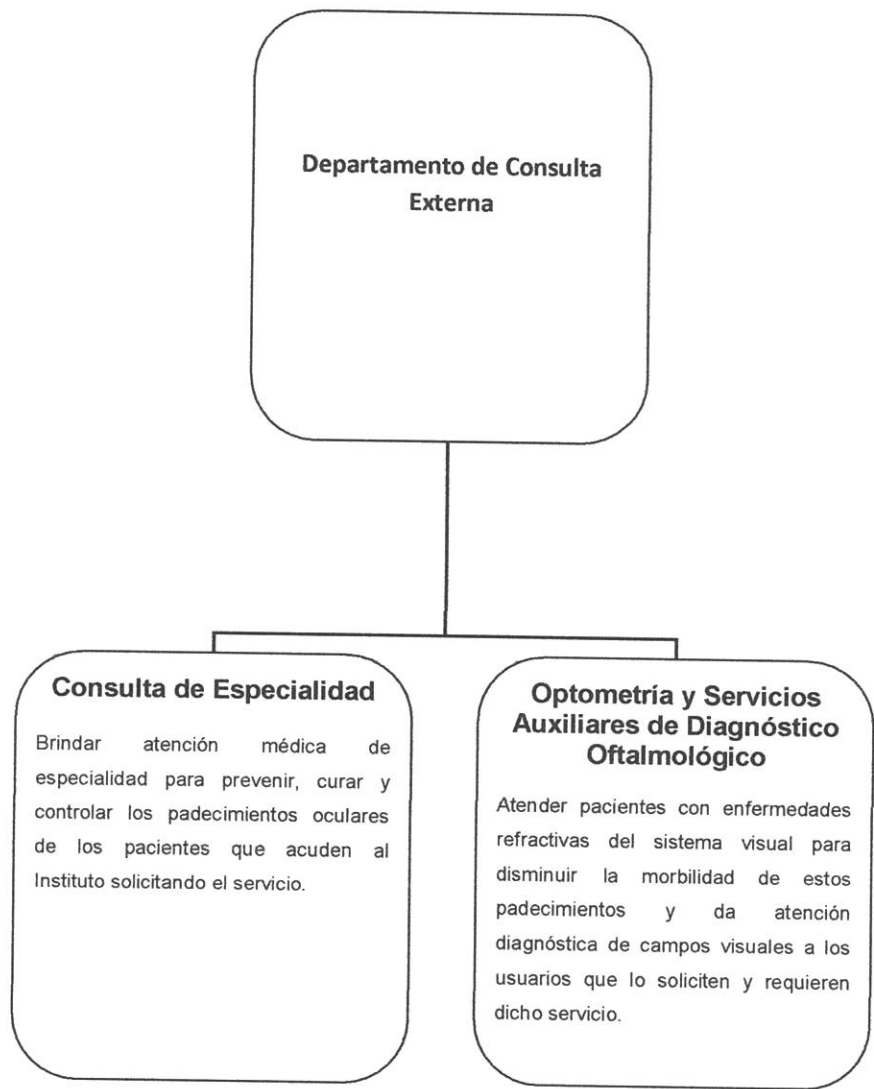 Departamento de Consulta
Externa
Consulta de Especialidad
Brindar atención médica de
especialidad para prevenir, curar y
controlar los padecimientos oculares
de los pacientes que acuden al
Instituto solicitando el servicio.
Optometría y Servicios
Auxiliares de Diagnóstico
Oftalmológico
Atender pacientes con enfermedades
refractivas del sistema visual para
disminuir la morbilidad de estos
padecimientos y da atención
diagnóstica de campos visuales a los
usuarios que lo soliciten y requieren
dicho servicio.